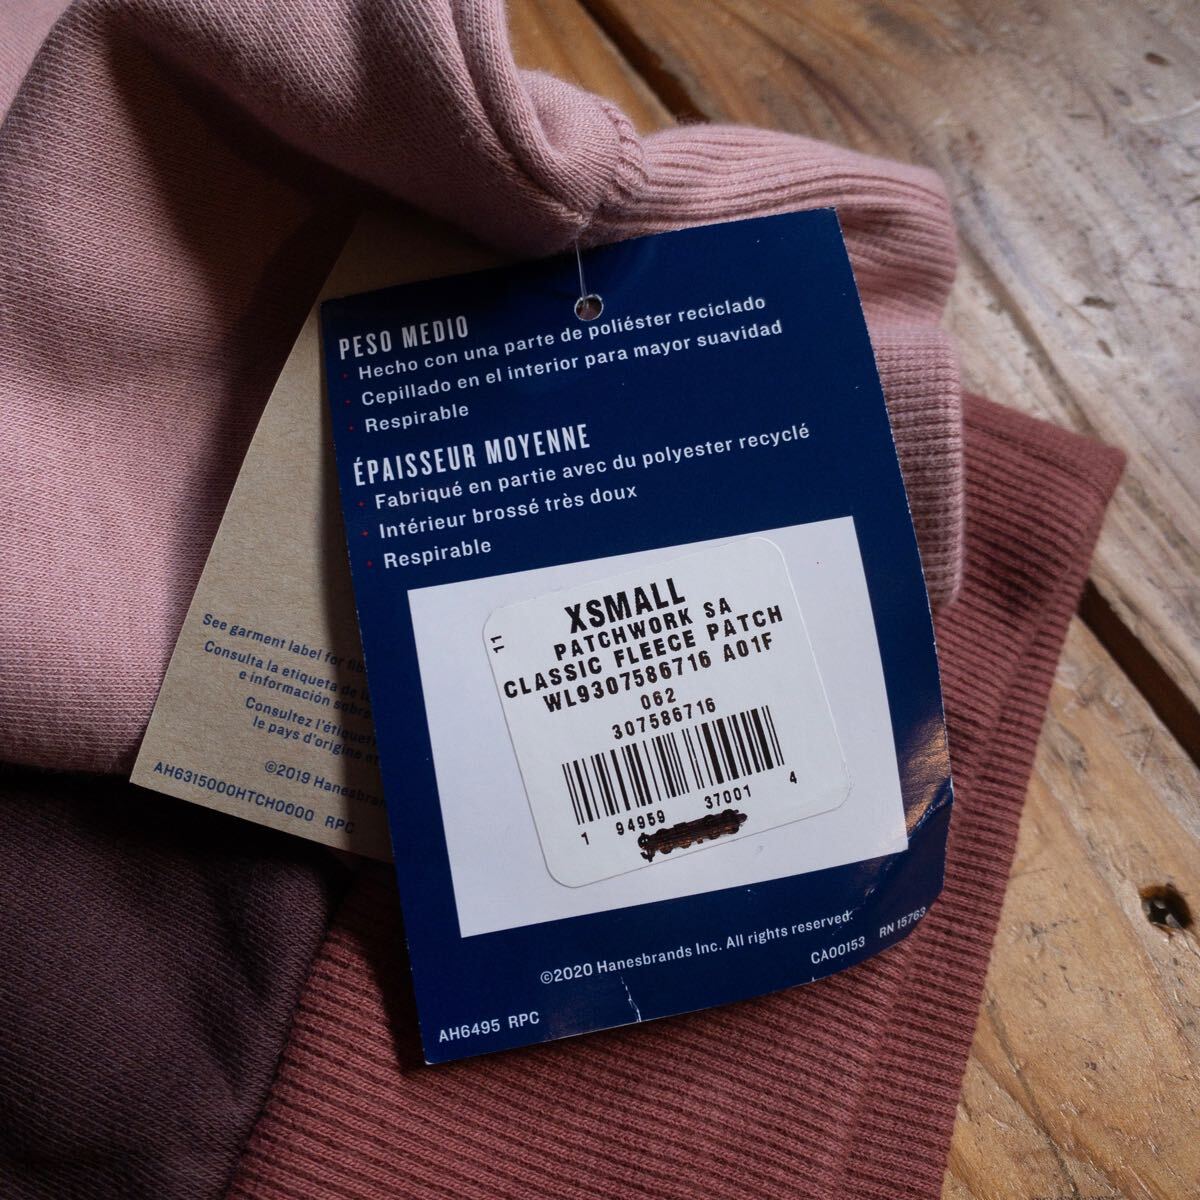 PESO MEDIO
· Hecho con una parte de poliéster reciclado
· Cepillado en el interior para mayor suavidad
· Respirable
ÉPAISSEUR MOYENNE
· Fabriqué en partie avec du polyester recyclé
· Intérieur brossé très doux
· Respirable
11
XSMALL
PATCHWORK SA
CLASSIC FLEECE PATCH
WL9307586716 A01F
062
307586716
1 94959 37001 4
©2020 Hanesbrands Inc. All rights reserved.
CA00153 RN 15763
AH6495 RPC
See garment label for
Consulta la etiqueta de
e información
Consultez l'étiquette
le pays d'origine
©2019 Hanesbrands
AH6315000HTCH0000 RPC